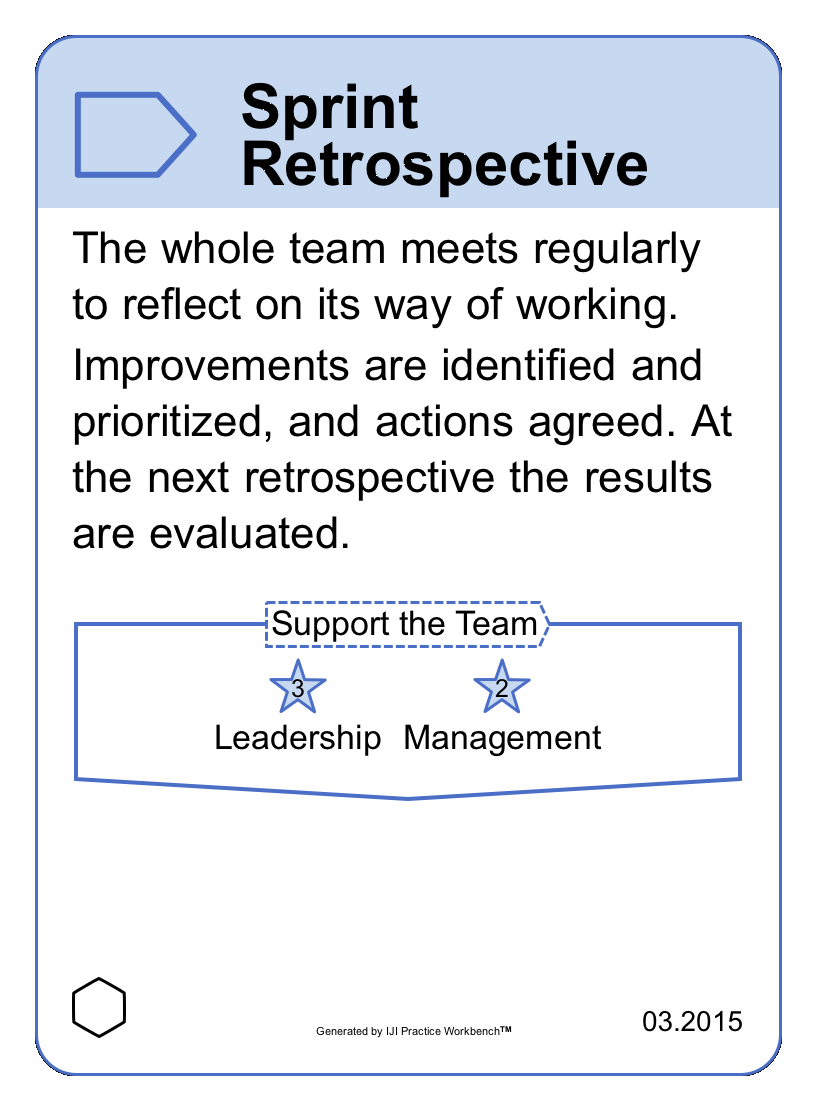 Sprint
Retrospective
The whole team meets regularly
to reflect on its way of working.
Improvements are identified and
prioritized, and actions agreed. At
the next retrospective the results
are evaluated.
Support the Team
3 2
Leadership Management
Generated by IJI Practice Workbench™
03.2015